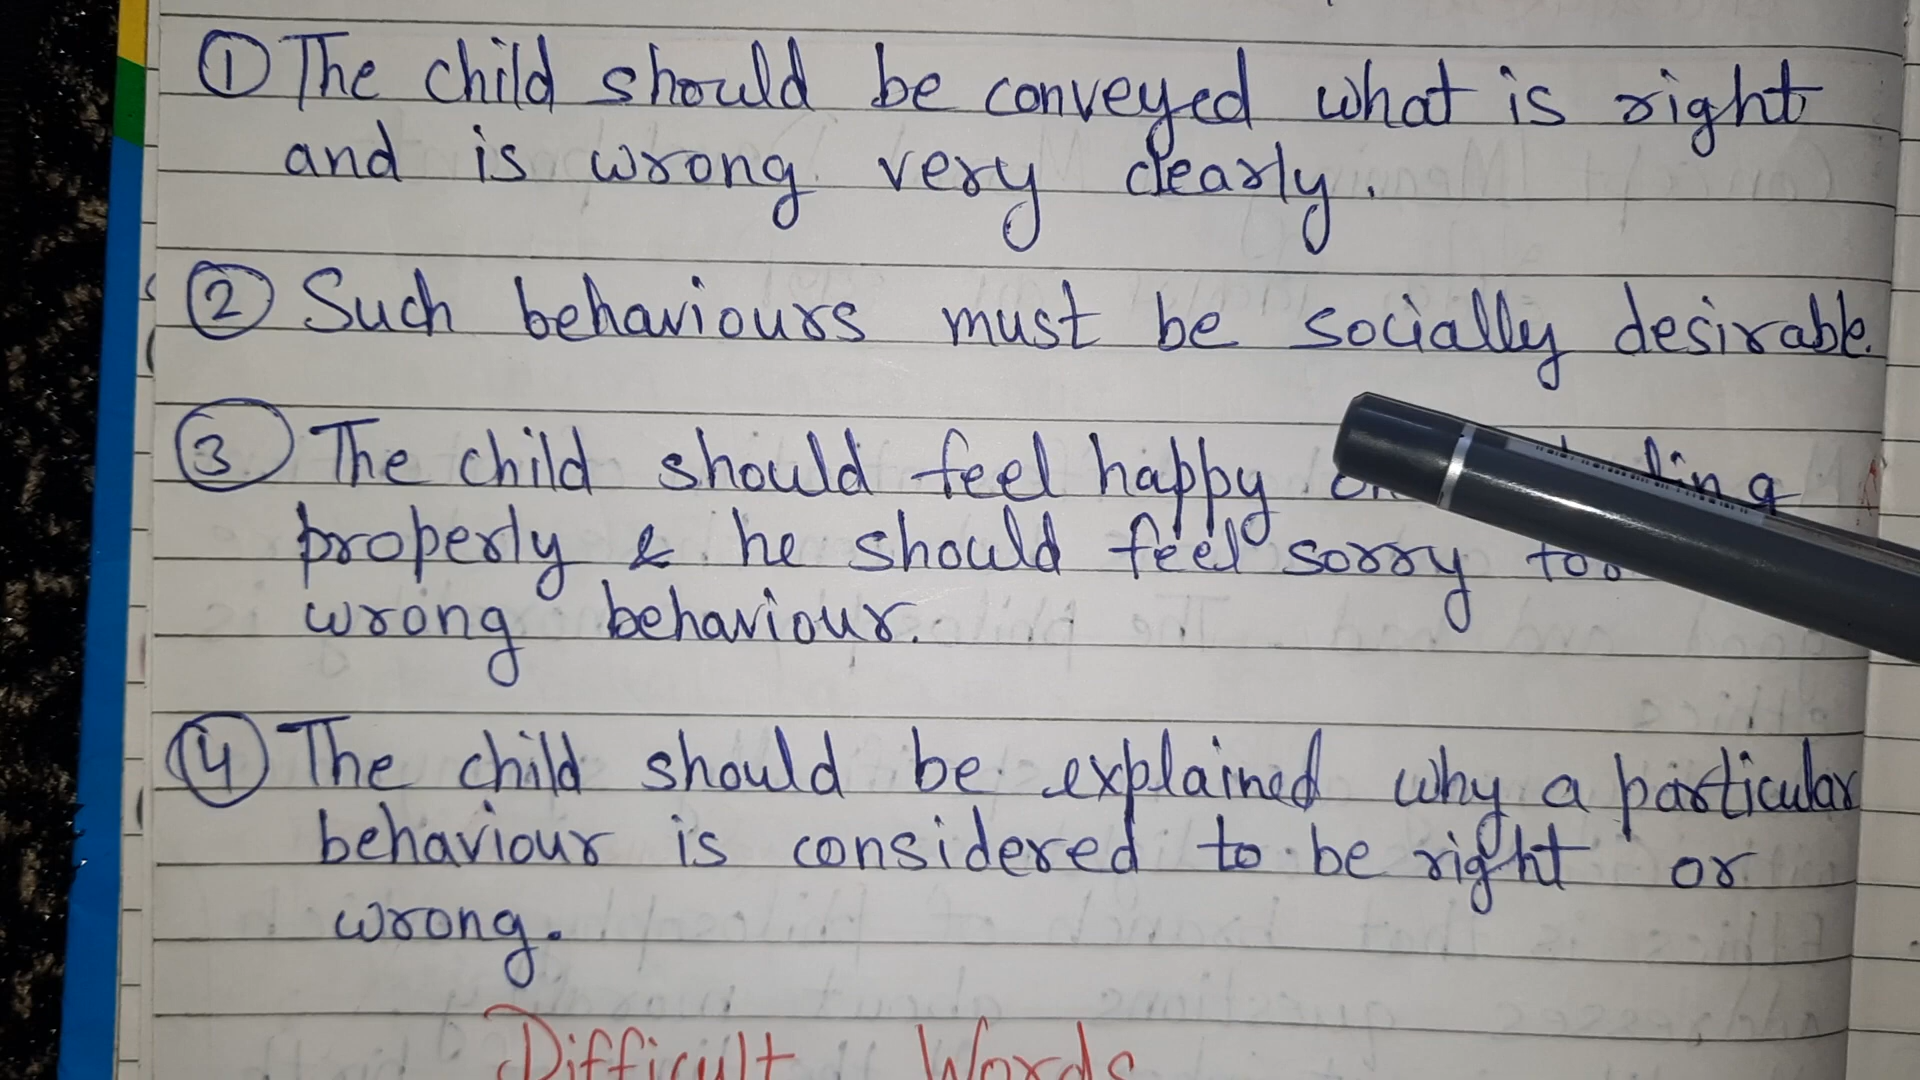 ① The child should be conveyed what is right
and is wrong very clearly.
② Such behaviours must be socially desirable.
③ The child should feel happy
properly & he should feel sorry for
wrong behaviour.
④ The child should be explained why a particular
behaviour is considered to be right or
wrong.
Difficult Words